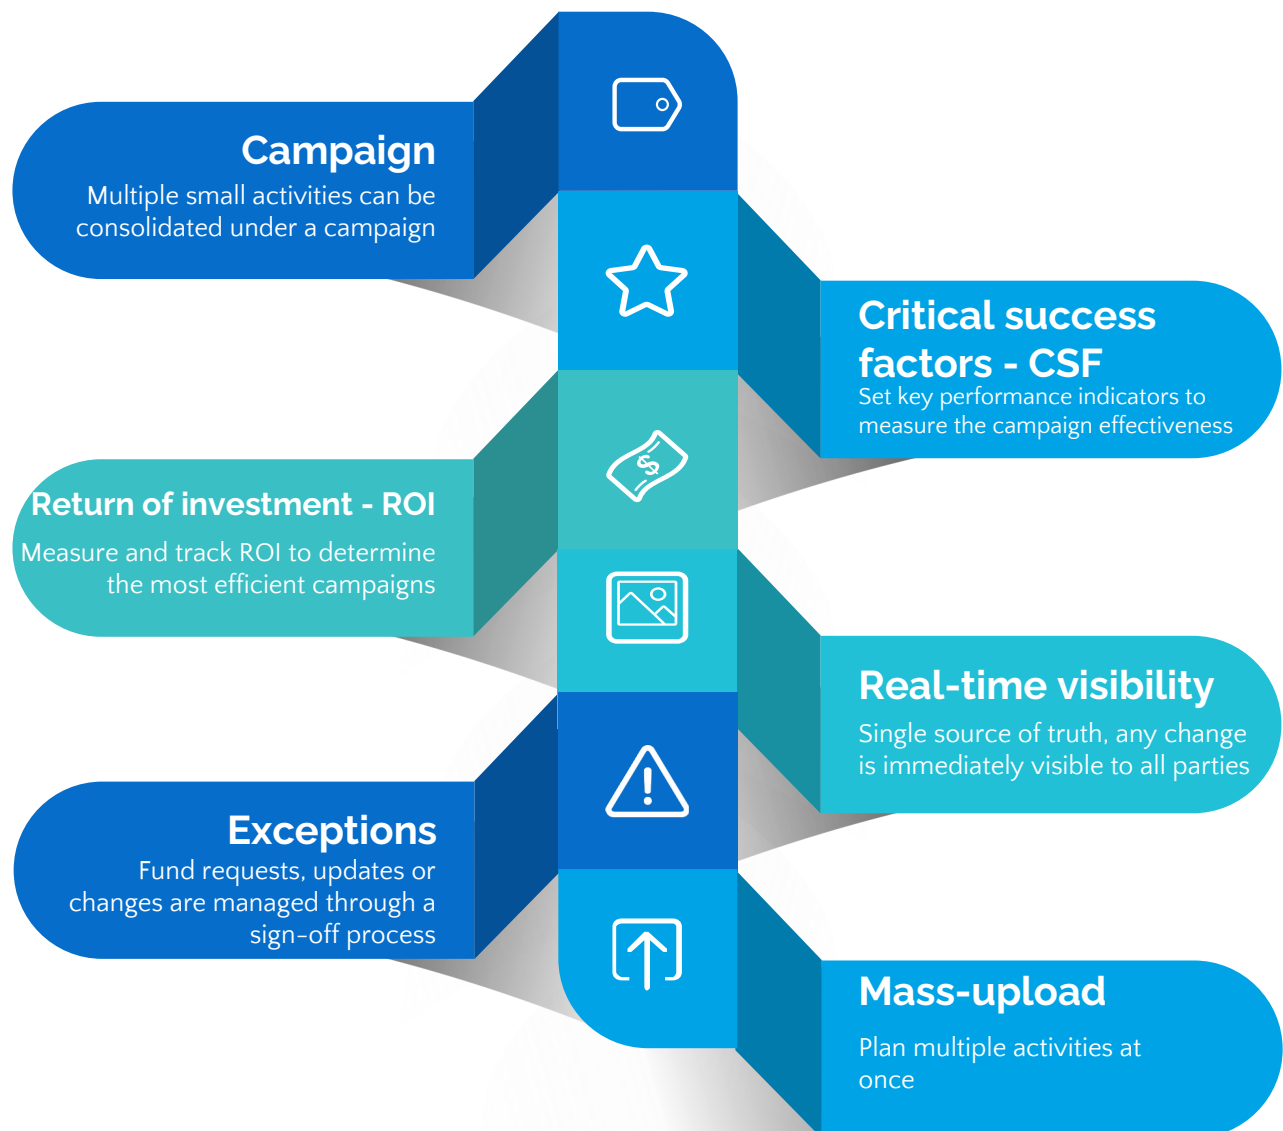 Campaign
Multiple small activities can be
consolidated under a campaign
Critical success
factors - CSF
Set key performance indicators to
measure the campaign effectiveness
Return of investment - ROI
Measure and track ROI to determine
the most efficient campaigns
$
Real-time visibility
Single source of truth, any change
is immediately visible to all parties
Exceptions
Fund requests, updates or
changes are managed through a
sign-off process
Mass-upload
Plan multiple activities at
once